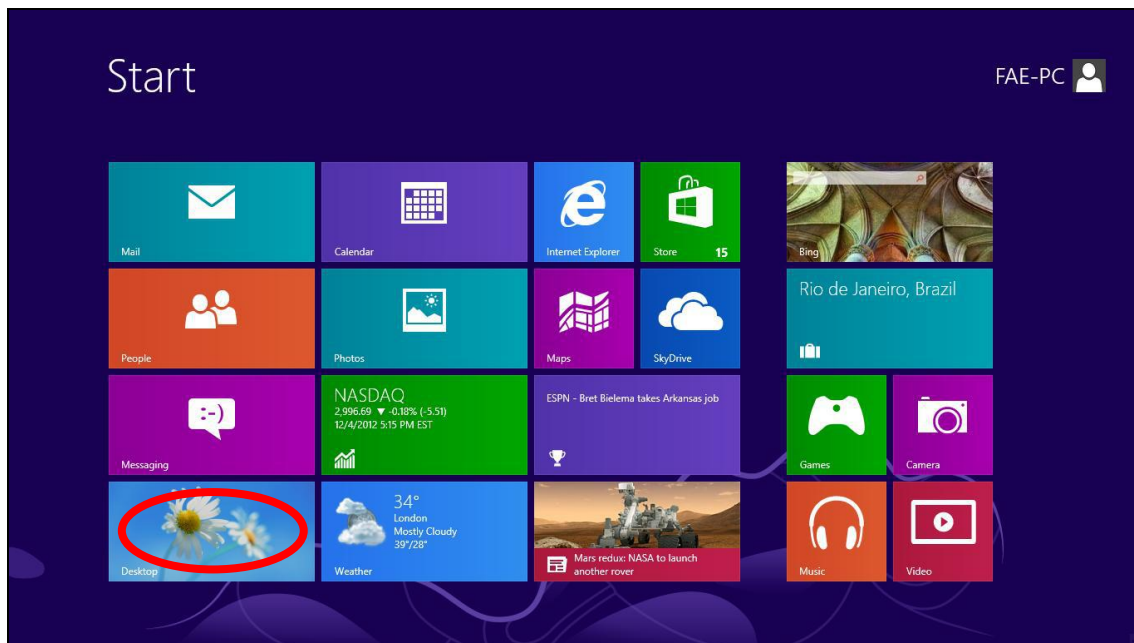 Start
FAE-PC
Mail
Calendar
Internet Explorer
Store 15
Bing
People
Photos
Maps
SkyDrive
Rio de Janeiro, Brazil
:-)
Messaging
NASDAQ
2,996.69 ▼ -0.18% (-5.51)
12/4/2012 5:15 PM EST
ESPN - Bret Bielema takes Arkansas job
Games
Camera
Desktop
34°
London
Mostly Cloudy
39°/28°
Weather
Mars redux: NASA to launch
another rover
Music
Video